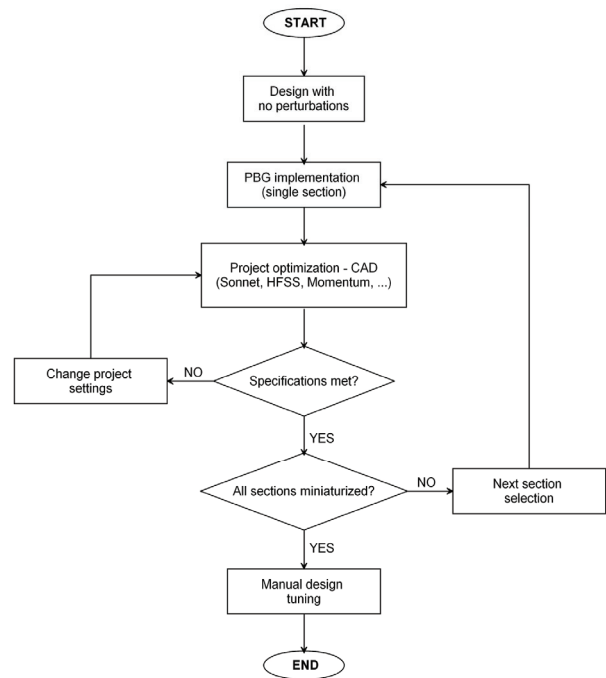 START
Design with
no perturbations
PBG implementation
(single section)
Project optimization - CAD
(Sonnet, HFSS, Momentum, ...)
Change project
settings
NO
Specifications met?
YES
All sections miniaturized?
NO
Next section
selection
YES
Manual design
tuning
END